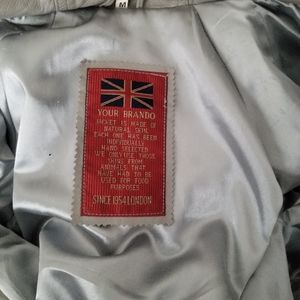 M
YOUR BRANDO
JACKET IS MADE OF
NATURAL SKIN.
EACH ONE HAS BEEN
INDIVIDUALLY
HAND SELECTED
WE ONLY USE THOSE
SKINS FROM
ANIMALS THAT
HAVE HAD TO BE
USED FOR FOOD
PURPOSES
SINCE 1954 LONDON